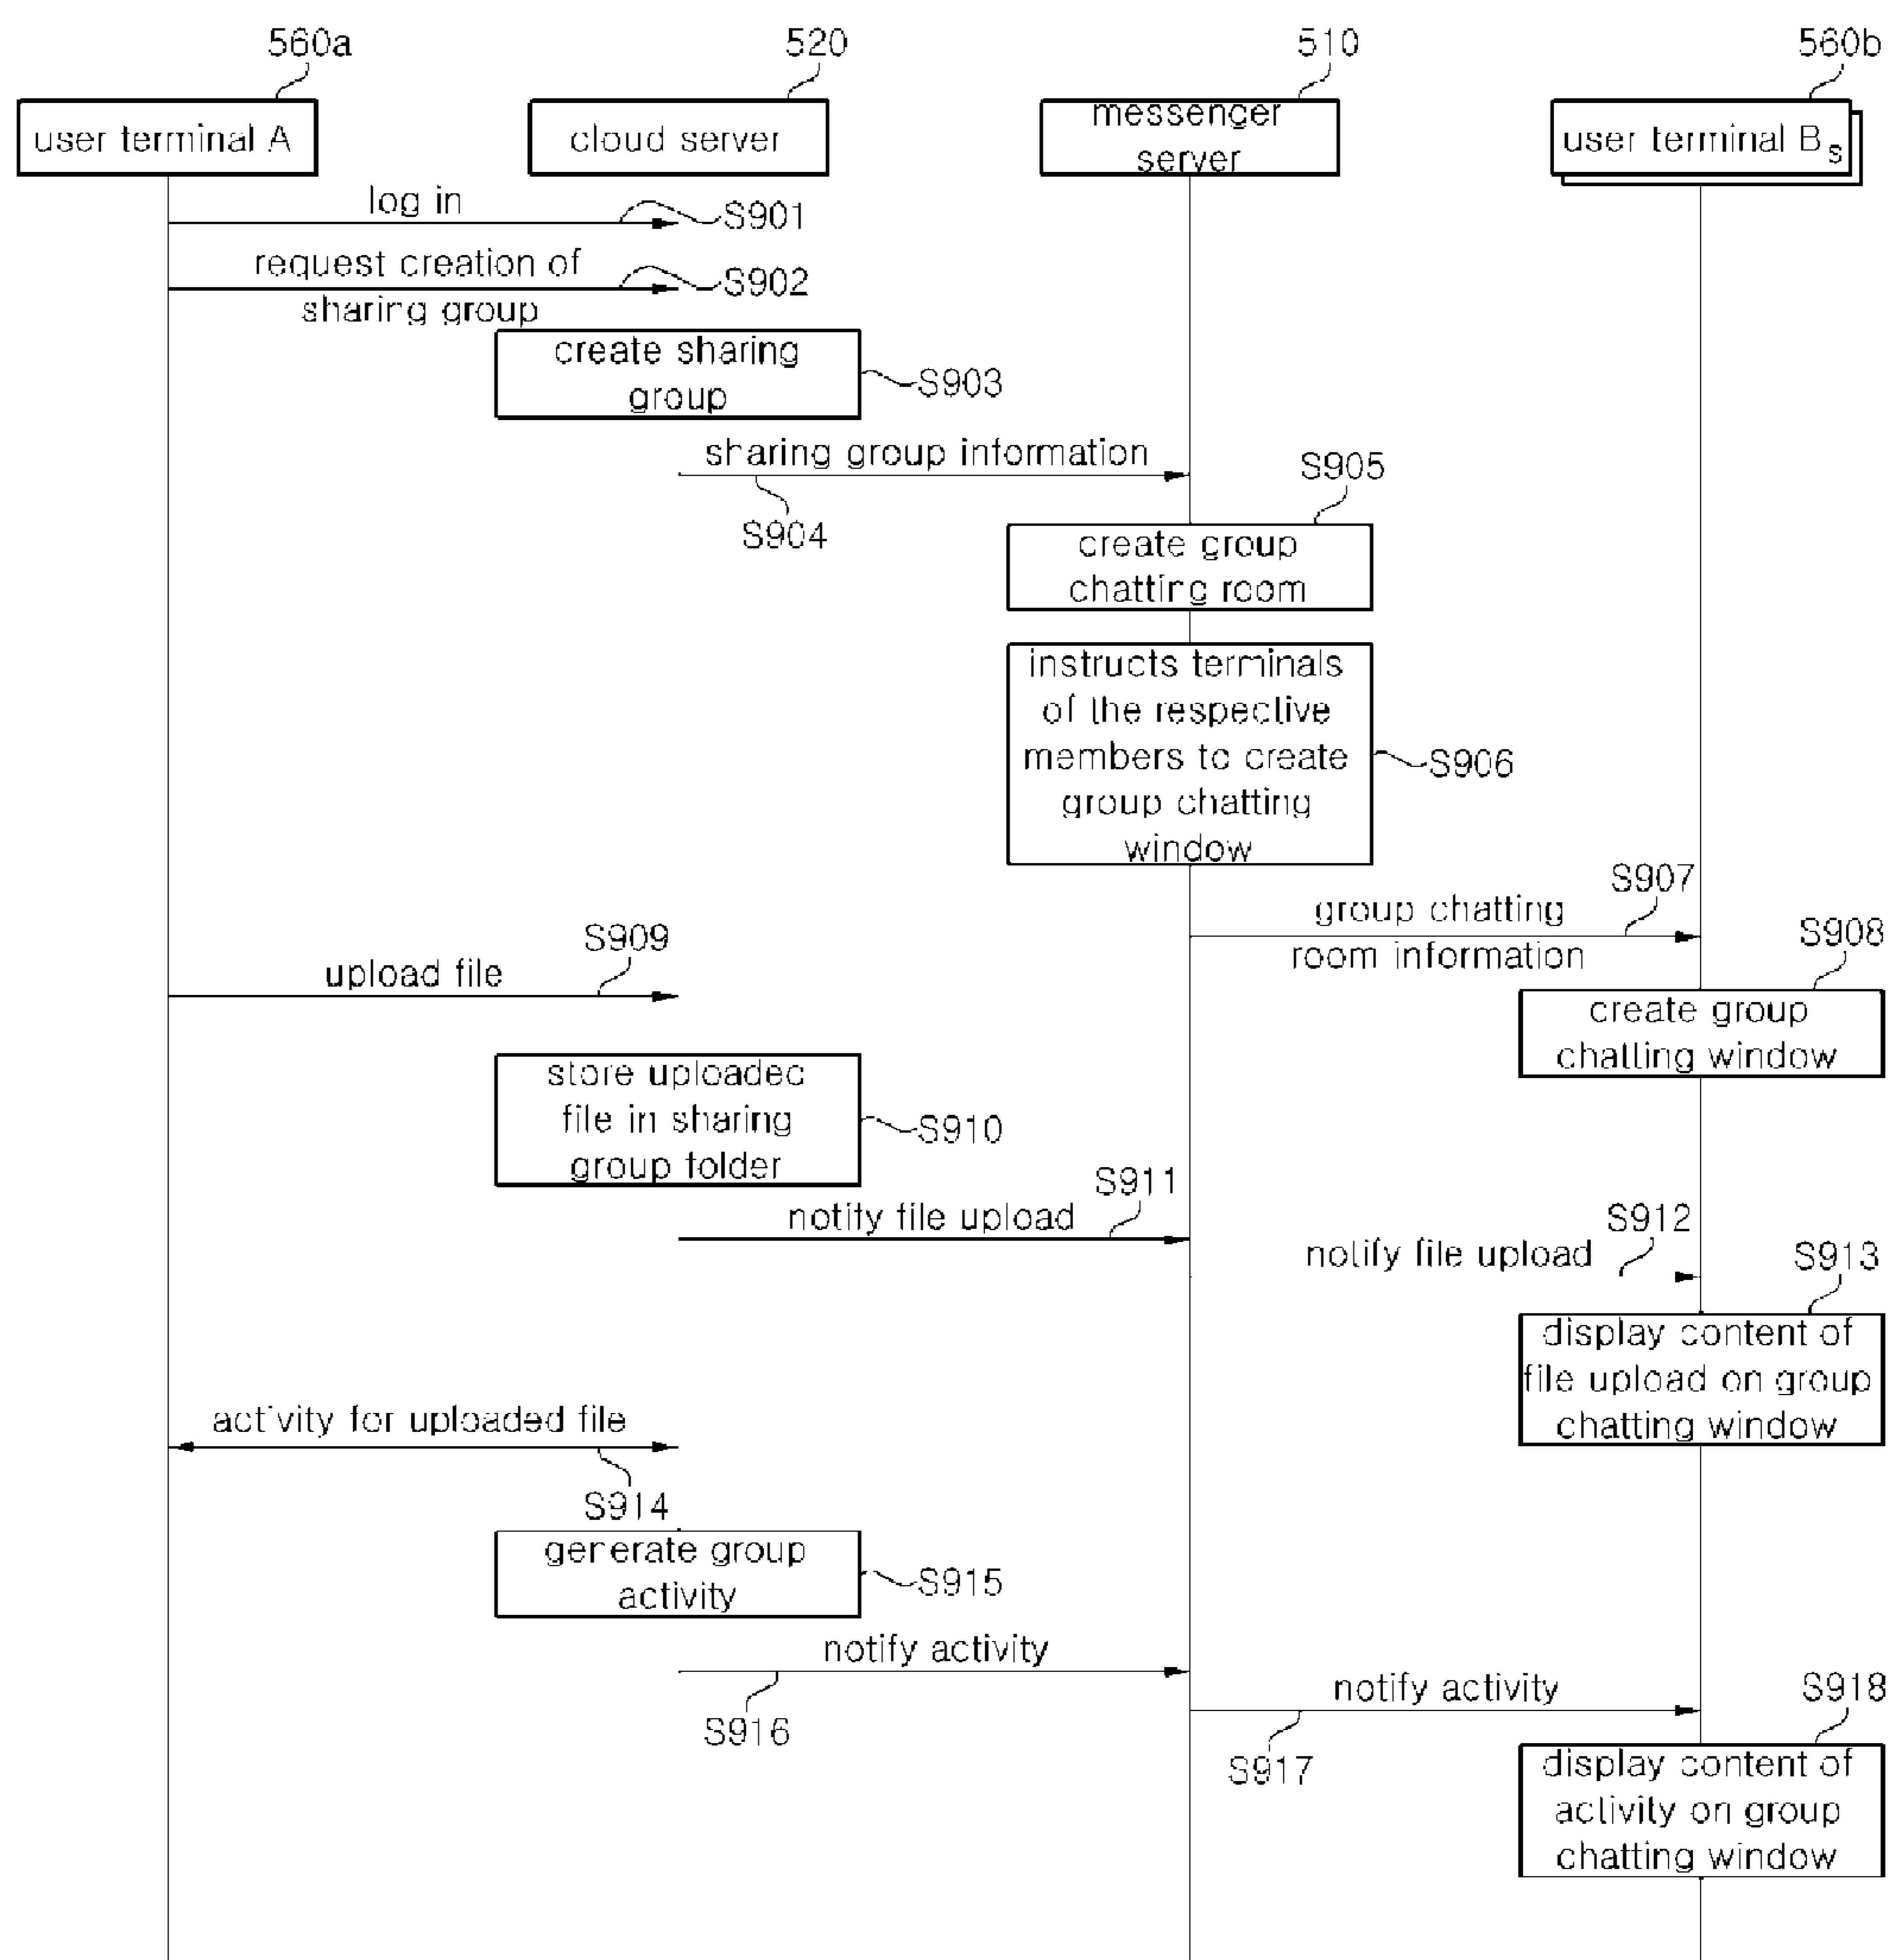 560a
520
510
560b
user terminal A
cloud server
messenger
server
user terminal Bs
log in
S901
request creation of
sharing group
S902
create sharing
group
S903
sharing group information
S904
S905
create group
chatting room
instructs terminals
of the respective
members to create
group chatting
window
S906
S907
group chatting
room information
S908
create group
chatting window
S909
upload file
store uploaded
file in sharing
group folder
S910
S911
notify file upload
S912
notify file upload
S913
display content of
file upload on group
chatting window
activity for uploaded file
S914
generate group
activity
S915
notify activity
S916
notify activity
S917
S918
display content of
activity on group
chatting window